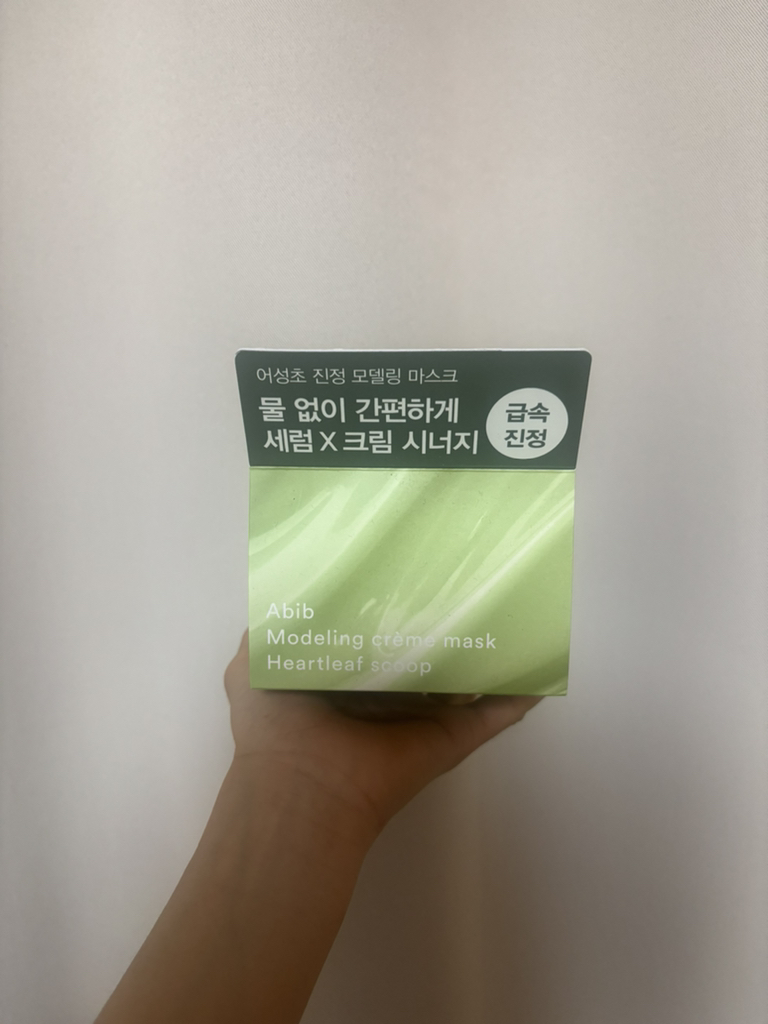 어성초 진정 모델링 마스크
물 없이 간편하게
세럼 X 크림 시너지
급속
진정
Abib
Modeling crème mask
Heartleaf scoop